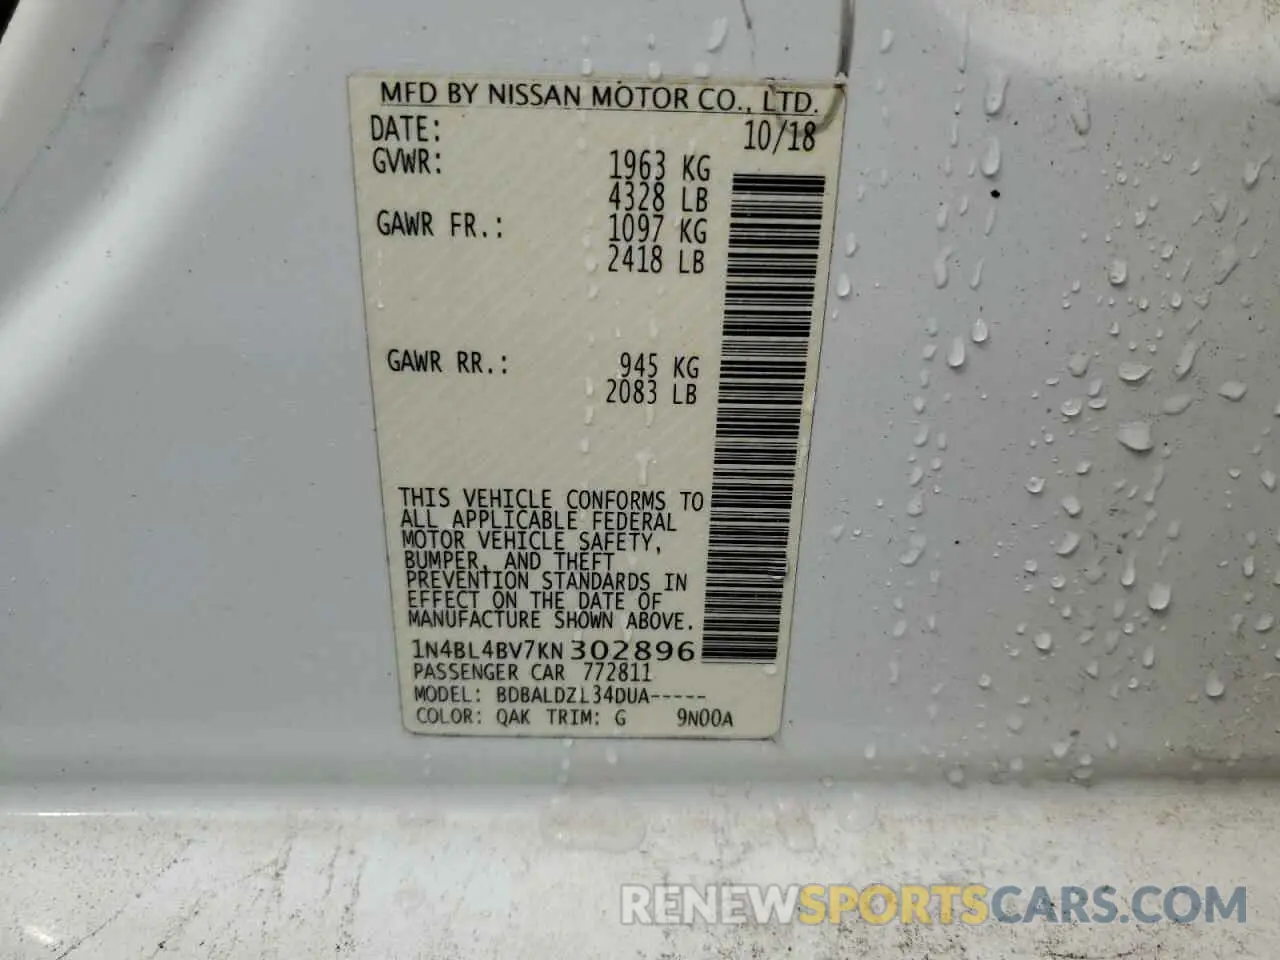 MFD BY NISSAN MOTOR CO., LTD.
DATE: 10/18
GVWR: 1963 KG
4328 LB
GAWR FR.: 1097 KG
2418 LB
GAWR RR.: 945 KG
2083 LB
THIS VEHICLE CONFORMS TO
ALL APPLICABLE FEDERAL
MOTOR VEHICLE SAFETY,
BUMPER, AND THEFT
PREVENTION STANDARDS IN
EFFECT ON THE DATE OF
MANUFACTURE SHOWN ABOVE.
1N4BL4BV7KN302896
PASSENGER CAR 772811
MODEL: BDBALDZL34DUA-----
COLOR: QAK TRIM: G 9N00A
RENEWSPORTSCARS.COM